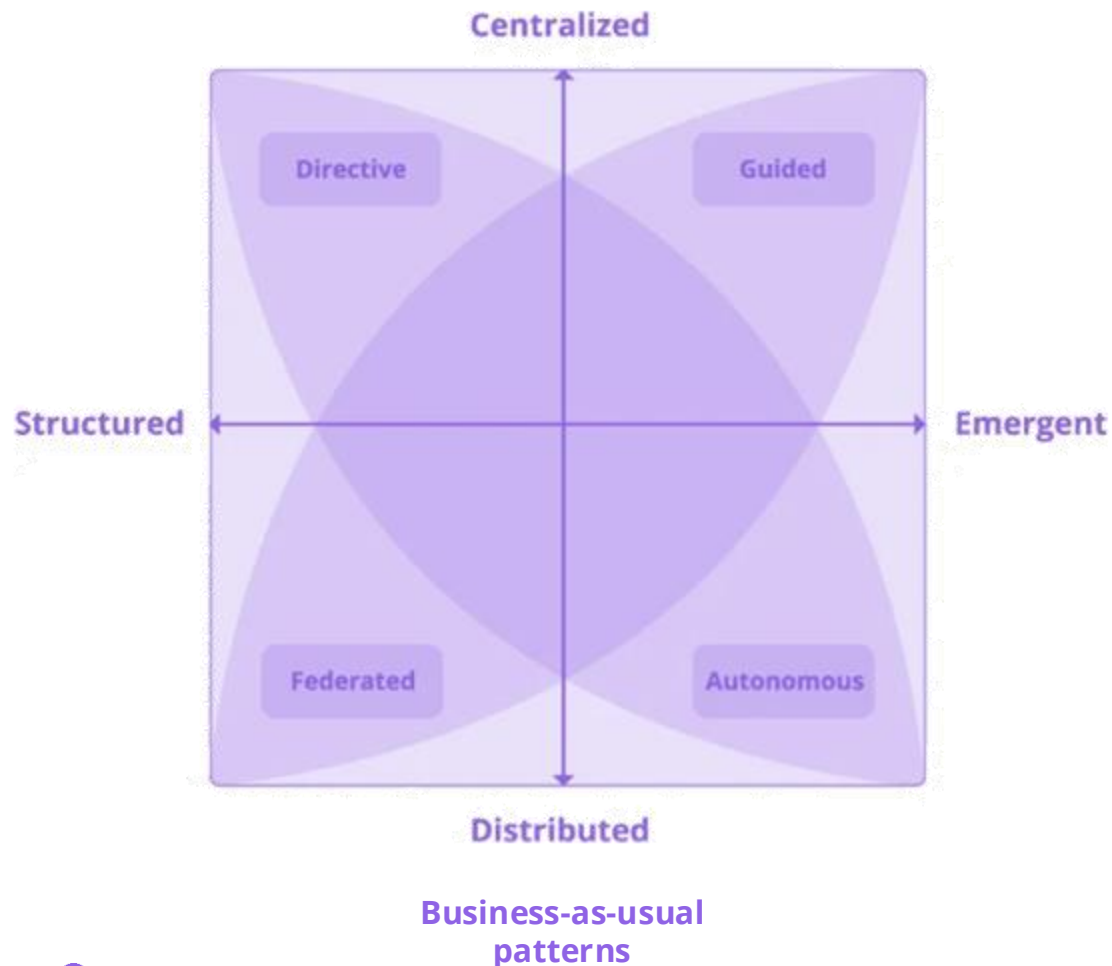 Centralized
Directive
Guided
Structured
Emergent
Federated
Autonomous
Distributed
Business-as-usual
patterns